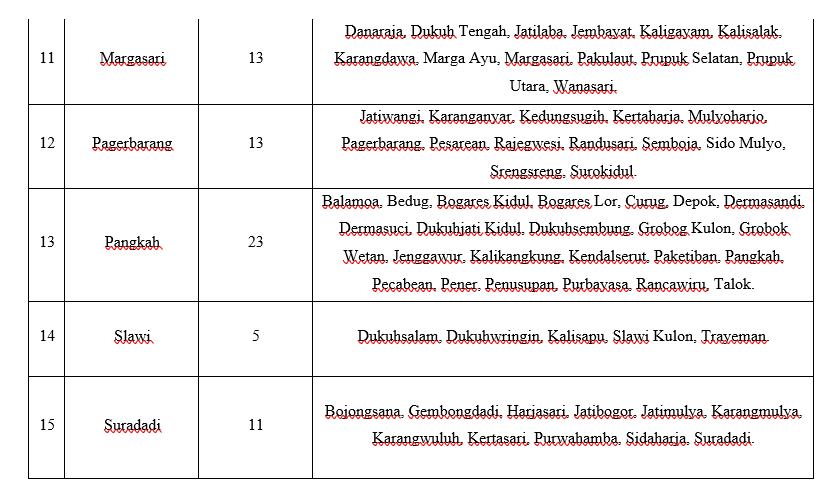 11 Margasari 13 Danaraja, Dukuh Tengah, Jatilaba, Jembayat, Kaligayam, Kalisalak,
Karangdawa, Marga Ayu, Margasari, Pakulaut, Prupuk Selatan, Prupuk
Utara, Wanasari.
12 Pagerbarang 13 Jatiwangi, Karanganyar, Kedungsugih, Kertaharja, Mulyoharjo,
Pagerbarang, Pesarean, Rajegwesi, Randusari, Semboja, Sido Mulyo,
Srengsreng, Surokidul.
13 Pangkah 23 Balamoa, Bedug, Bogares Kidul, Bogares Lor, Curug, Depok, Dermasandi,
Dermasuci, Dukuhjati Kidul, Dukuhsembung, Grobog Kulon, Grobok
Wetan, Jenggawur, Kalikangkung, Kendalserut, Paketiban, Pangkah,
Pecabean, Pener, Penusupan, Purbayasa, Rancawiru, Talok.
14 Slawi 5 Dukuhsalam, Dukuhwringin, Kalisapu, Slawi Kulon, Trayeman.
15 Suradadi 11 Bojongsana, Gembongdadi, Harjasari, Jatibogor, Jatimulya, Karangmulya,
Karangwuluh, Kertasari, Purwahamba, Sidaharja, Suradadi.